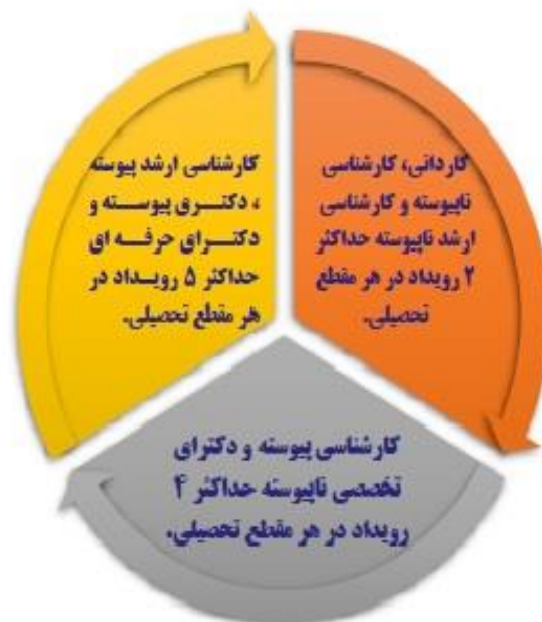 کاردانی، کارشناسی
ناپیوسته و کارشناسی
ارشد ناپیوسته حداکثر
۲ رویداد در هر مقطع
تحصیلی.
کارشناسی پیوسته و دکترای
تخصصی ناپیوسته حداکثر ۴
رویداد در هر مقطع تحصیلی.
کارشناسی ارشد پیوسته
، دکتری پیوسته و
دکترای حرفه ای
حداکثر ۵ رویداد در
هر مقطع تحصیلی.